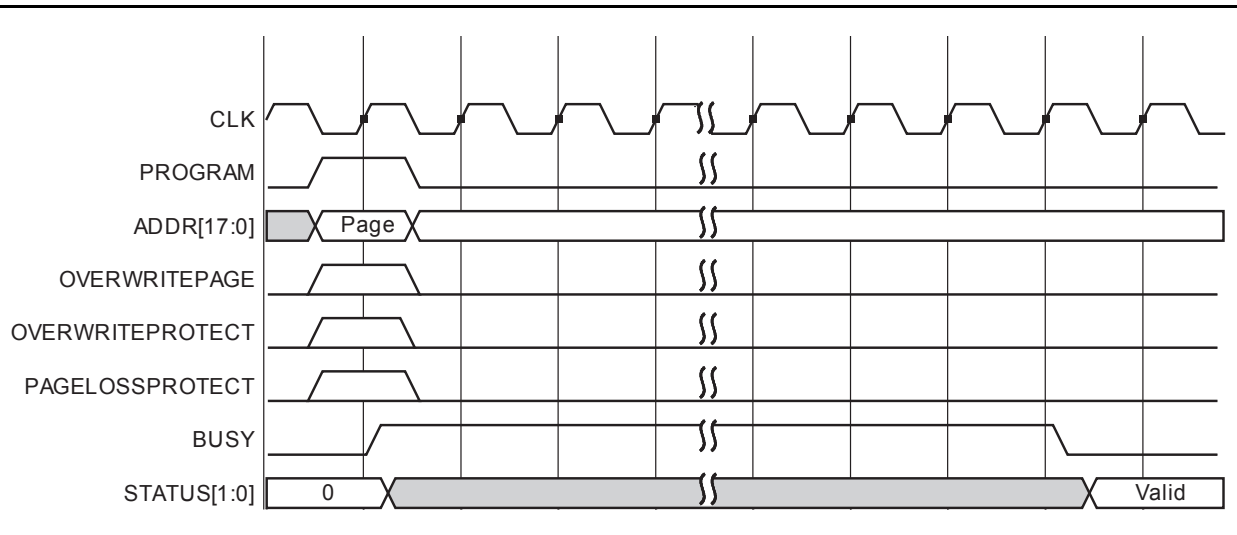 CLK
PROGRAM
ADDR[17:0] Page
OVERWRITEPAGE
OVERWRITEPROTECT
PAGELOSSPROTECT
BUSY
STATUS[1:0] 0 Valid